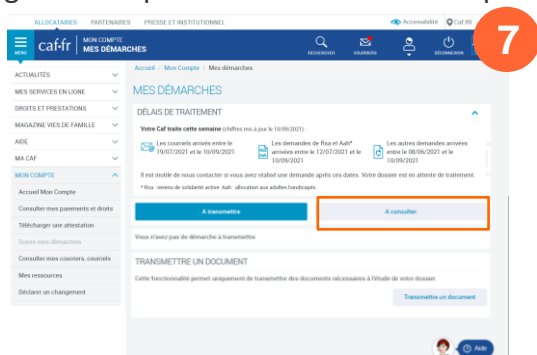 ALLOCATAIRES PARTENAIRES PRESSE ET INSTITUTIONNEL Accessibilité Caf 80
7
MENU caf·fr MON COMPTE
MES DÉMARCHES
RECHERCHER COURRIERS DÉCONNEXION
Accueil / Mon Compte / Mes démarches
ACTUALITÉS
MES SERVICES EN LIGNE
DROITS ET PRESTATIONS
MAGAZINE VIES DE FAMILLE
AIDE
MA CAF
MON COMPTE
Accueil Mon Compte
Consulter mes paiements et droits
Télécharger une attestation
Suivre mes démarches
Consulter mes courriers, courriels
Mes ressources
Déclarer un changement
MES DÉMARCHES
DÉLAIS DE TRAITEMENT
Votre Caf traite cette semaine (chiffres mis à jour le 10/09/2021)
Les courriels arrivés entre le
19/07/2021 et le 10/09/2021
Les demandes de Rsa et Aah*
arrivées entre le 12/07/2021 et le
10/09/2021
Les autres demandes arrivées
entre le 08/06/2021 et le
10/09/2021
Il est inutile de nous contacter si vous avez réalisé une demande après ces dates. Votre dossier est en attente de traitement.
* Rsa : revenu de solidarité active Aah : allocation aux adultes handicapés
A transmettre
A consulter
Vous n'avez pas de démarche à transmettre
TRANSMETTRE UN DOCUMENT
Cette fonctionnalité permet uniquement de transmettre des documents nécessaires à l'étude de votre dossier.
Transmettre un document
Aide